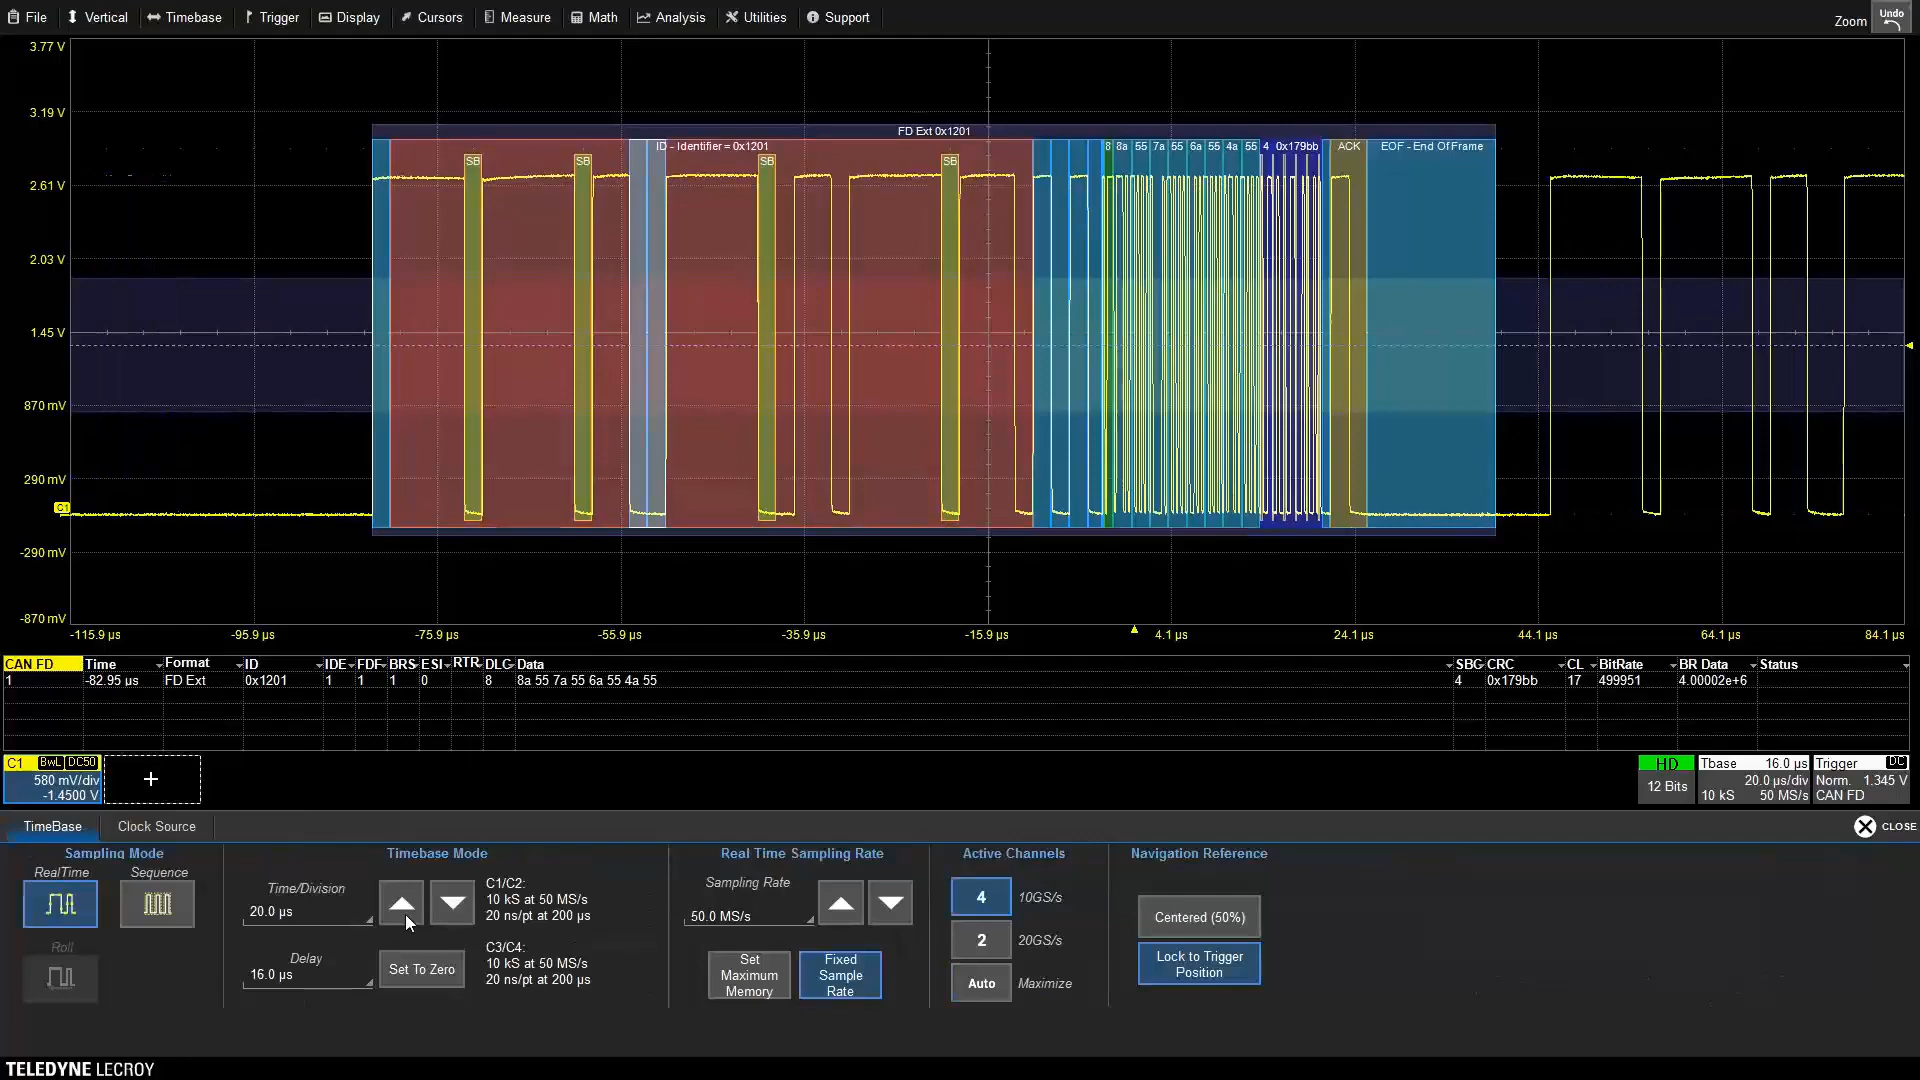 File Vertical Timebase Trigger Display Cursors Measure Math Analysis Utilities Support
Zoom Undo
3.77 V
3.19 V
2.61 V
2.03 V
1.45 V
870 mV
290 mV
-290 mV
-870 mV
C1
FD Ext 0x1201
ID - Identifier = 0x1201
8 8a 55 7a 55 6a 55 4a 55 4 0x179bb ACK EOF - End Of Frame
SB SB SB SB
-115.9 µs -95.9 µs -75.9 µs -55.9 µs -35.9 µs -15.9 µs 4.1 µs 24.1 µs 44.1 µs 64.1 µs 84.1 µs
CAN FD Time Format ID IDE FDF BRS ESI RTR DLC Data SBC CRC CL BitRate BR Data Status
1 -82.95 µs FD Ext 0x1201 1 1 1 0 8 8a 55 7a 55 6a 55 4a 55 4 0x179bb 17 499951 4.00002e+6
C1 BwL DC50
580 mV/div
-1.4500 V
+
HD
12 Bits
Tbase 16.0 µs
20.0 µs/div
10 kS 50 MS/s
Trigger DC
Norm. 1.345 V
CAN FD
TimeBase Clock Source
CLOSE
Sampling Mode
RealTime Sequence
Roll
Timebase Mode
Time/Division
20.0 µs
Delay
16.0 µs
Set To Zero
C1/C2:
10 kS at 50 MS/s
20 ns/pt at 200 µs
C3/C4:
10 kS at 50 MS/s
20 ns/pt at 200 µs
Real Time Sampling Rate
Sampling Rate
50.0 MS/s
Set
Maximum
Memory
Fixed
Sample
Rate
Active Channels
4 10GS/s
2 20GS/s
Auto Maximize
Navigation Reference
Centered (50%)
Lock to Trigger
Position
TELEDYNE LECROY